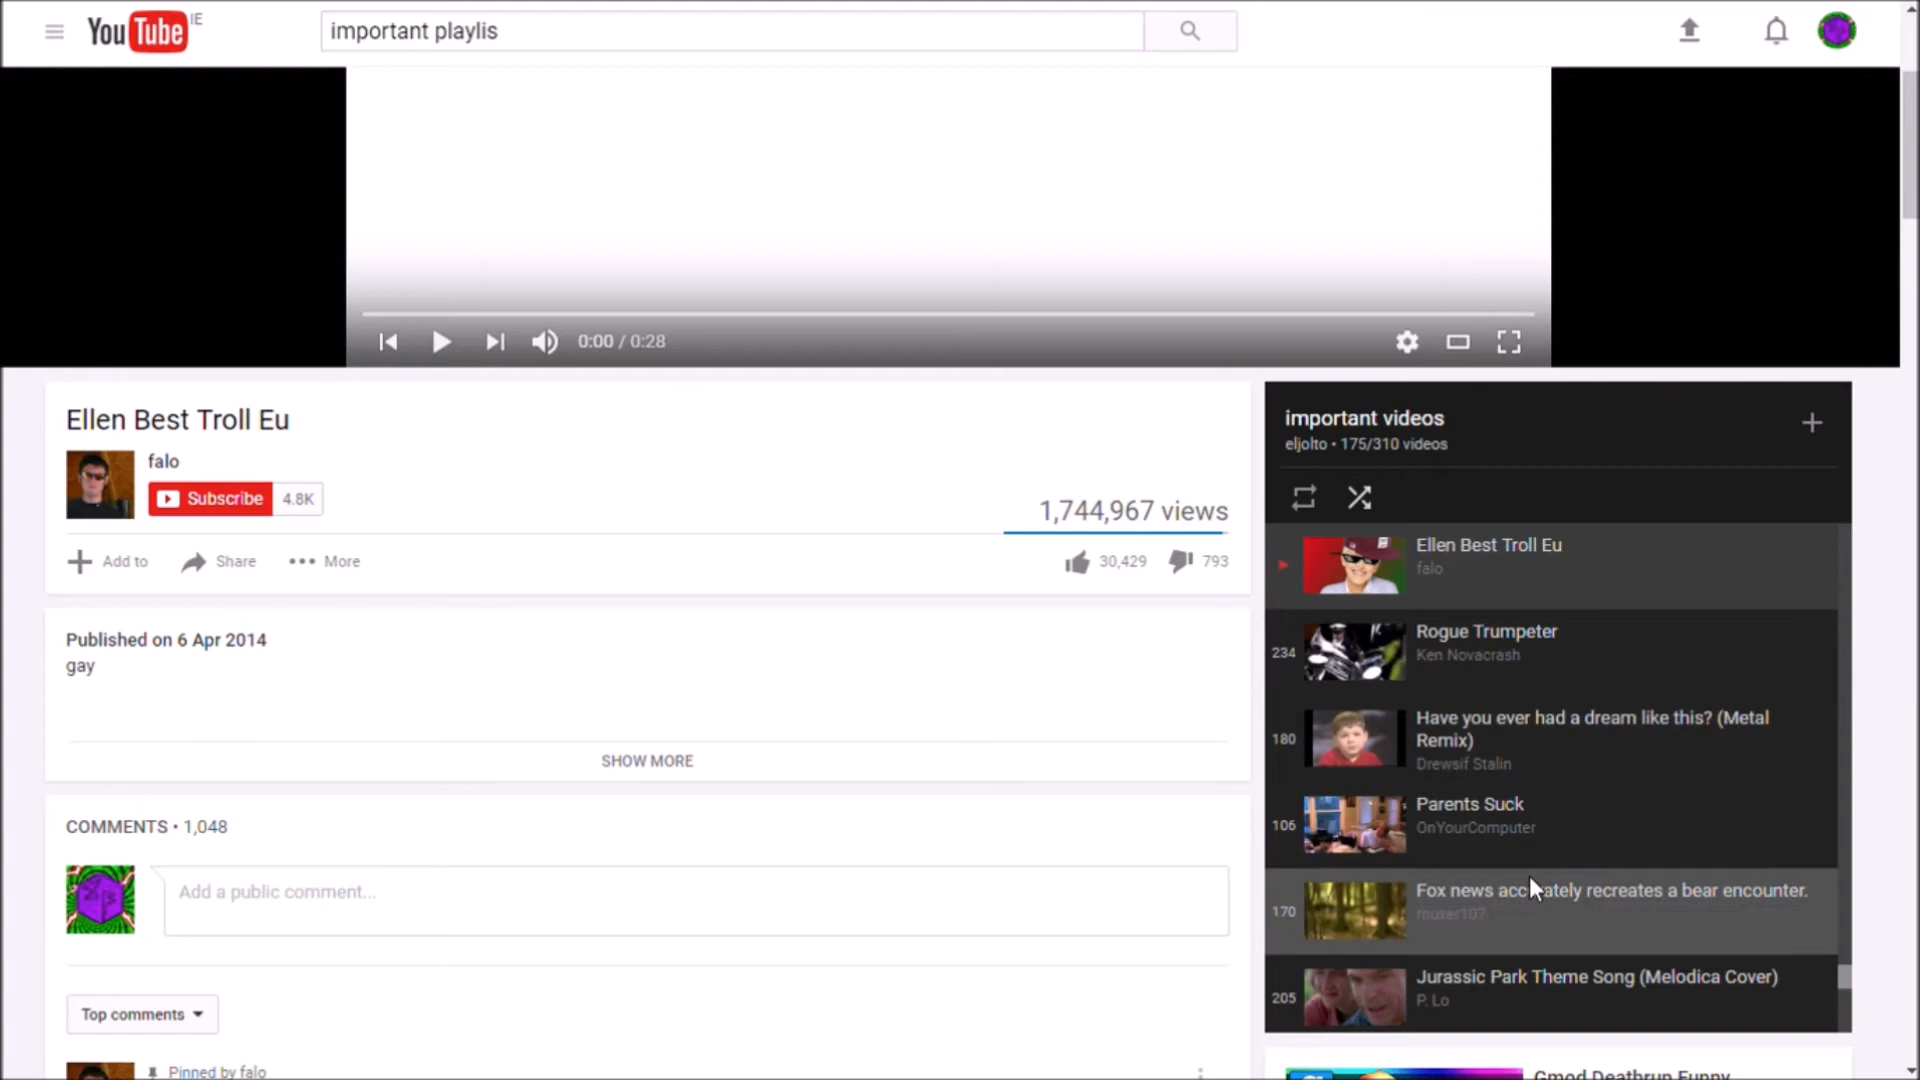 YouTube IE
important playlis
0:00 / 0:28
Ellen Best Troll Eu
falo
Subscribe 4.8K
1,744,967 views
Add to Share More
30,429 793
Published on 6 Apr 2014
gay
SHOW MORE
COMMENTS • 1,048
Add a public comment...
Top comments
Pinned by falo
important videos
eljolto • 175/310 videos
Ellen Best Troll Eu
falo
234
Rogue Trumpeter
Ken Novacrash
180
Have you ever had a dream like this? (Metal
Remix)
Drewsif Stalin
106
Parents Suck
OnYourComputer
170
Fox news accurately recreates a bear encounter.
205
Jurassic Park Theme Song (Melodica Cover)
P. Lo
Gmod Deathrun Funny